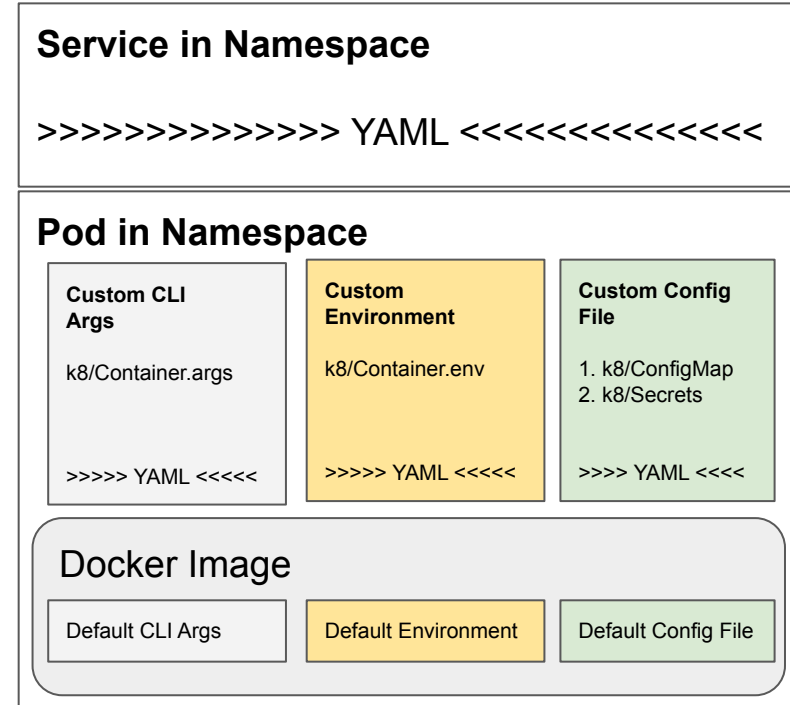 Service in Namespace
>>>>>>>>>>>>>> YAML <<<<<<<<<<<<<<
Pod in Namespace
Custom CLI
Args
k8/Container.args
>>>>> YAML <<<<<
Custom
Environment
k8/Container.env
>>>>> YAML <<<<<
Custom Config
File
1. k8/ConfigMap
2. k8/Secrets
>>>> YAML <<<<
Docker Image
Default CLI Args
Default Environment
Default Config File